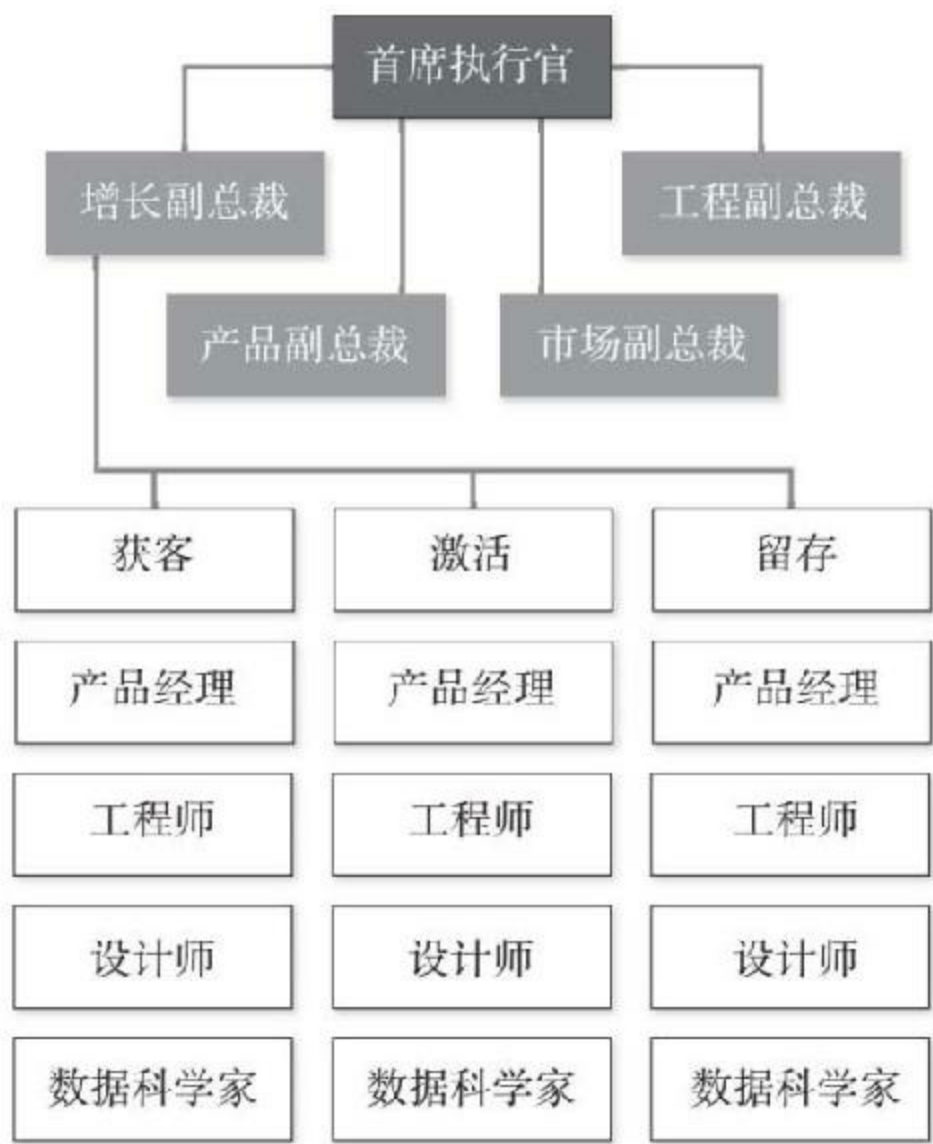 首席执行官
增长副总裁
工程副总裁
产品副总裁
市场副总裁
获客
激活
留存
产品经理
产品经理
产品经理
工程师
工程师
工程师
设计师
设计师
设计师
数据科学家
数据科学家
数据科学家